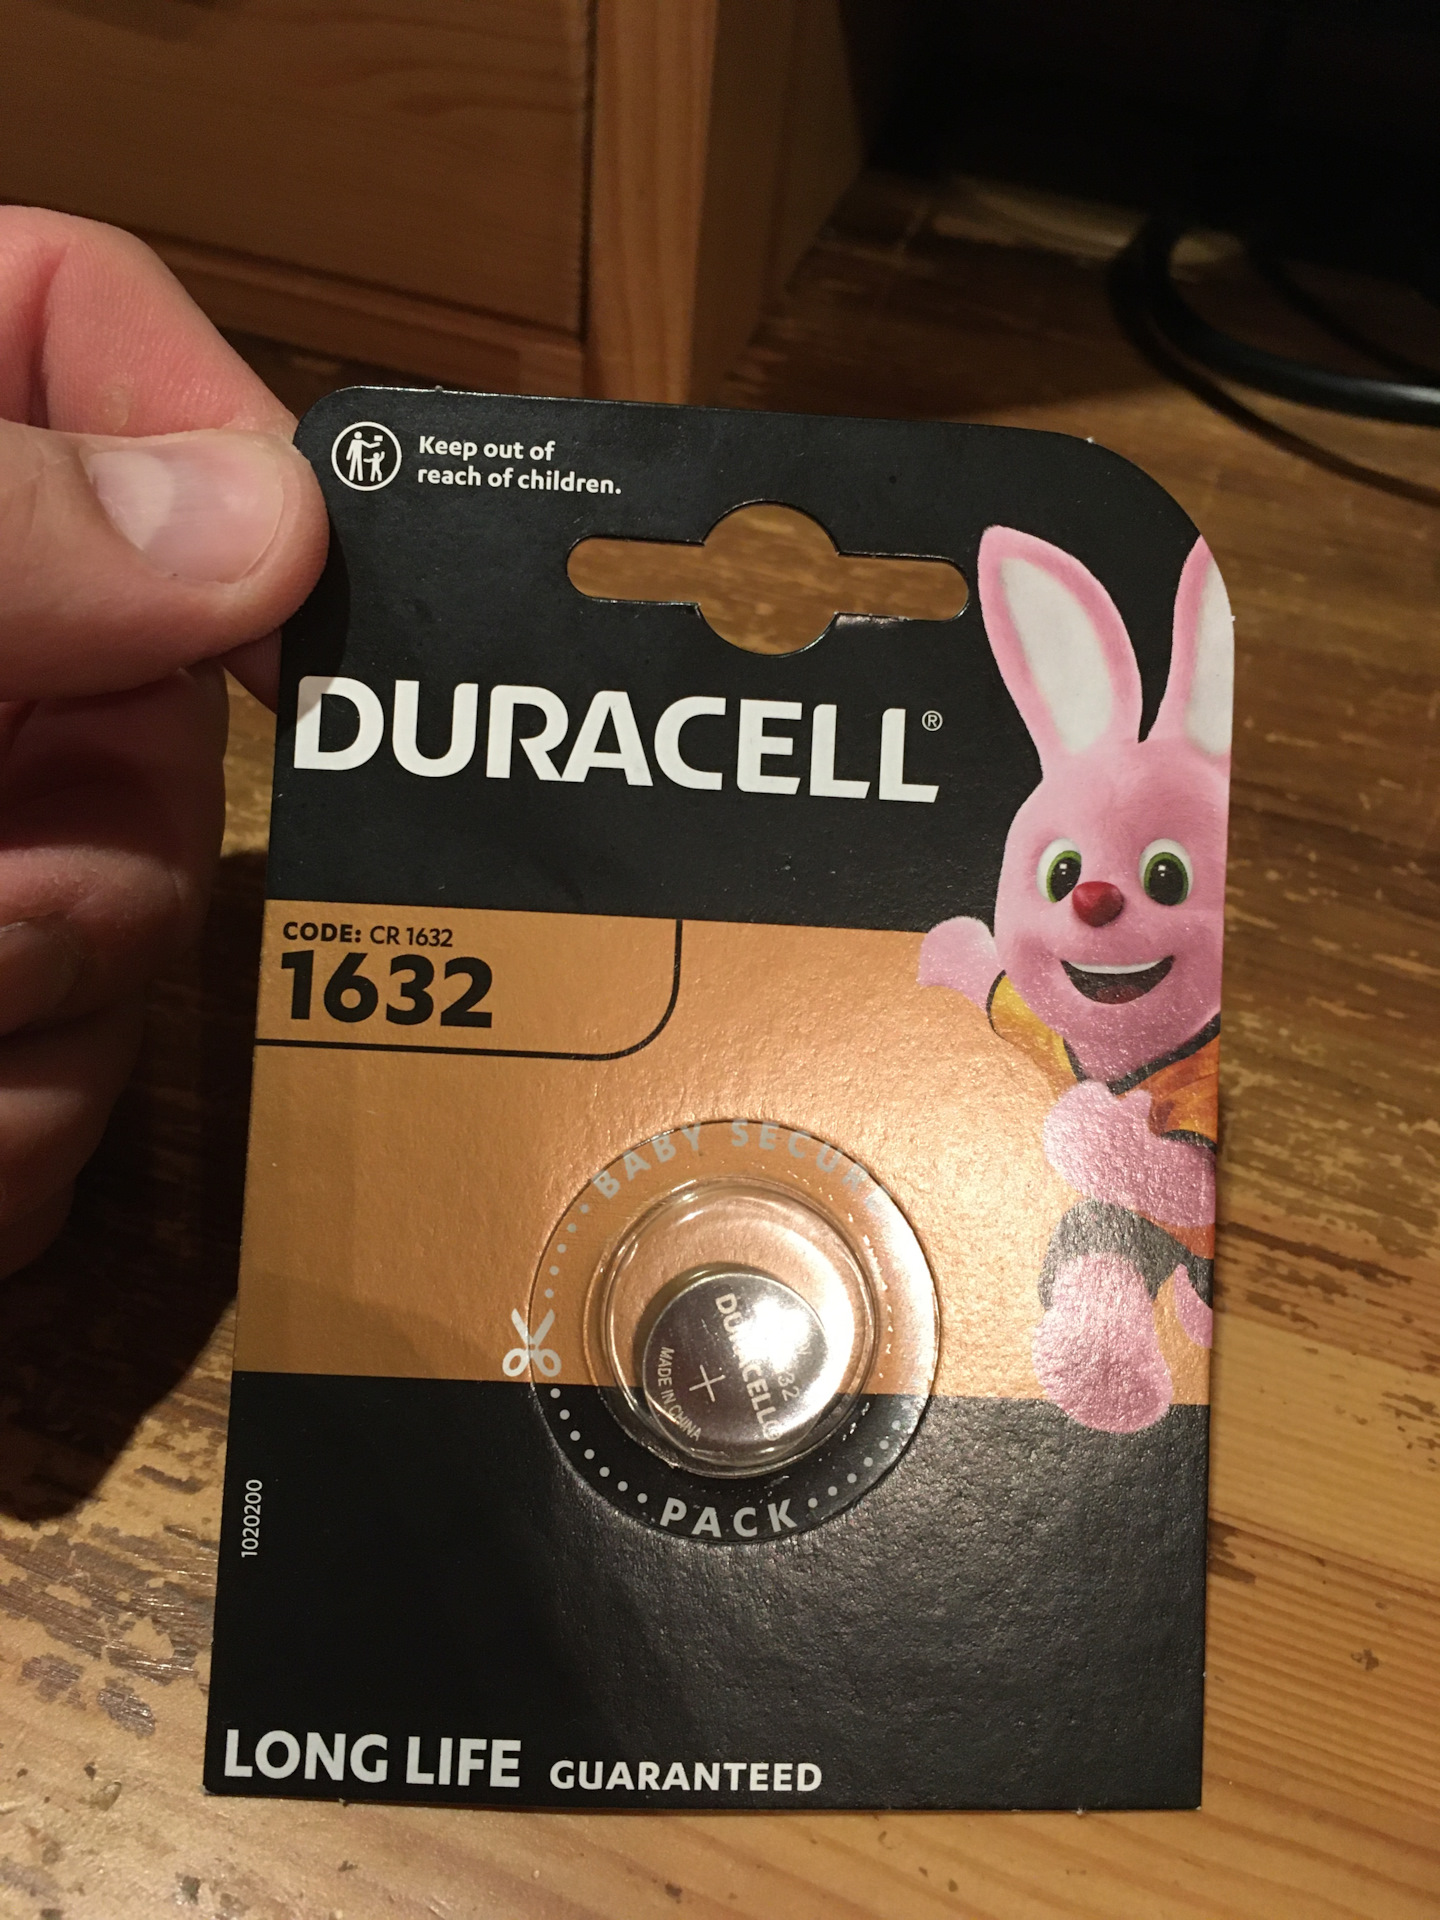 Keep out of
reach of children.
DURACELL®
CODE: CR 1632
1632
BABY SECURE
DURACELL®
MADE IN CHINA
+
PACK
1020200
LONG LIFE GUARANTEED